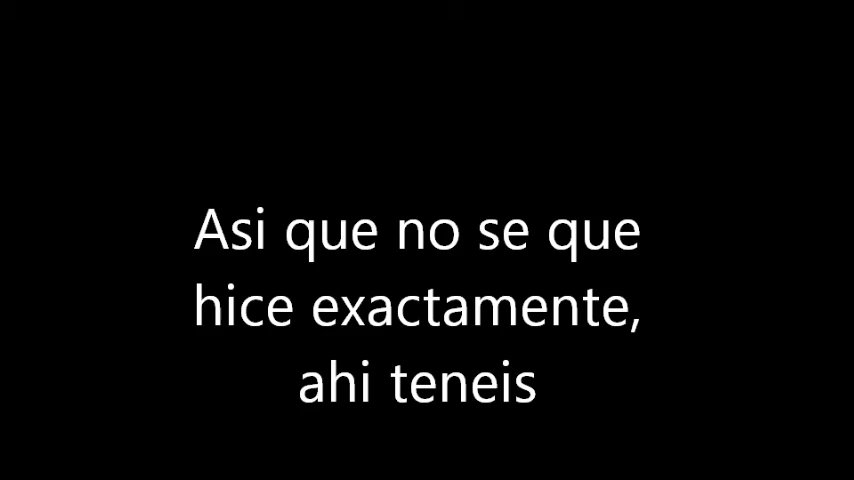 Asi que no se que
hice exactamente,
ahi teneis